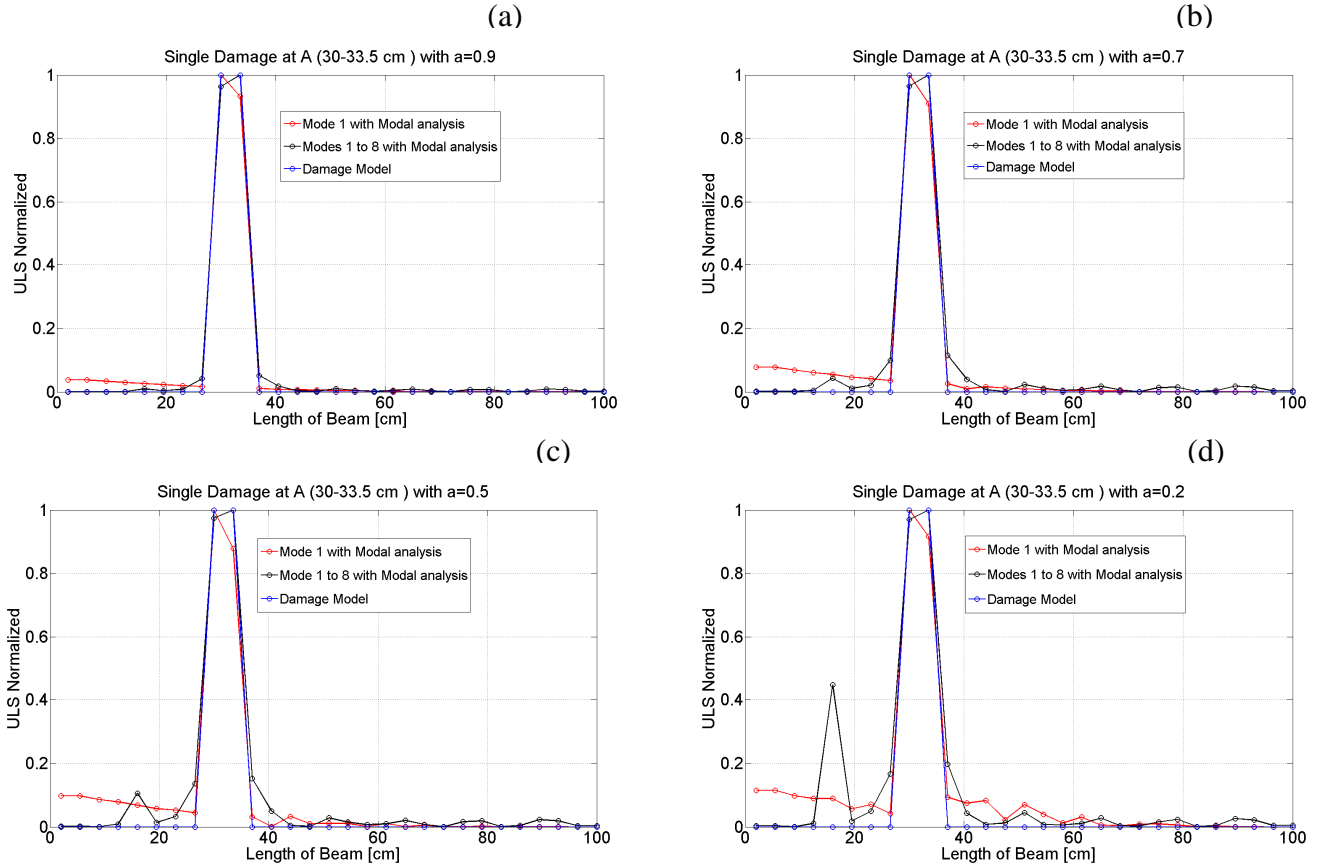 (a)
Single Damage at A (30-33.5 cm ) with a=0.9
ULS Normalized
1
0.8
0.6
0.4
0.2
0
Mode 1 with Modal analysis
Modes 1 to 8 with Modal analysis
Damage Model
0 20 40 60 80 100
Length of Beam [cm]
(b)
Single Damage at A (30-33.5 cm ) with a=0.7
ULS Normalized
1
0.8
0.6
0.4
0.2
0
Mode 1 with Modal analysis
Modes 1 to 8 with Modal analysis
Damage Model
0 20 40 60 80 100
Length of Beam [cm]
(c)
Single Damage at A (30-33.5 cm ) with a=0.5
ULS Normalized
1
0.8
0.6
0.4
0.2
0
Mode 1 with Modal analysis
Mode 1 to 8 with Modal analysis
Damage Model
0 20 40 60 80 100
Length of Beam [cm]
(d)
Single Damage at A (30-33.5 cm ) with a=0.2
ULS Normalized
1
0.8
0.6
0.4
0.2
0
Mode 1 with Modal analysis
Modes 1 to 8 with Modal analysis
Damage Model
0 20 40 60 80 100
Length of Beam [cm]